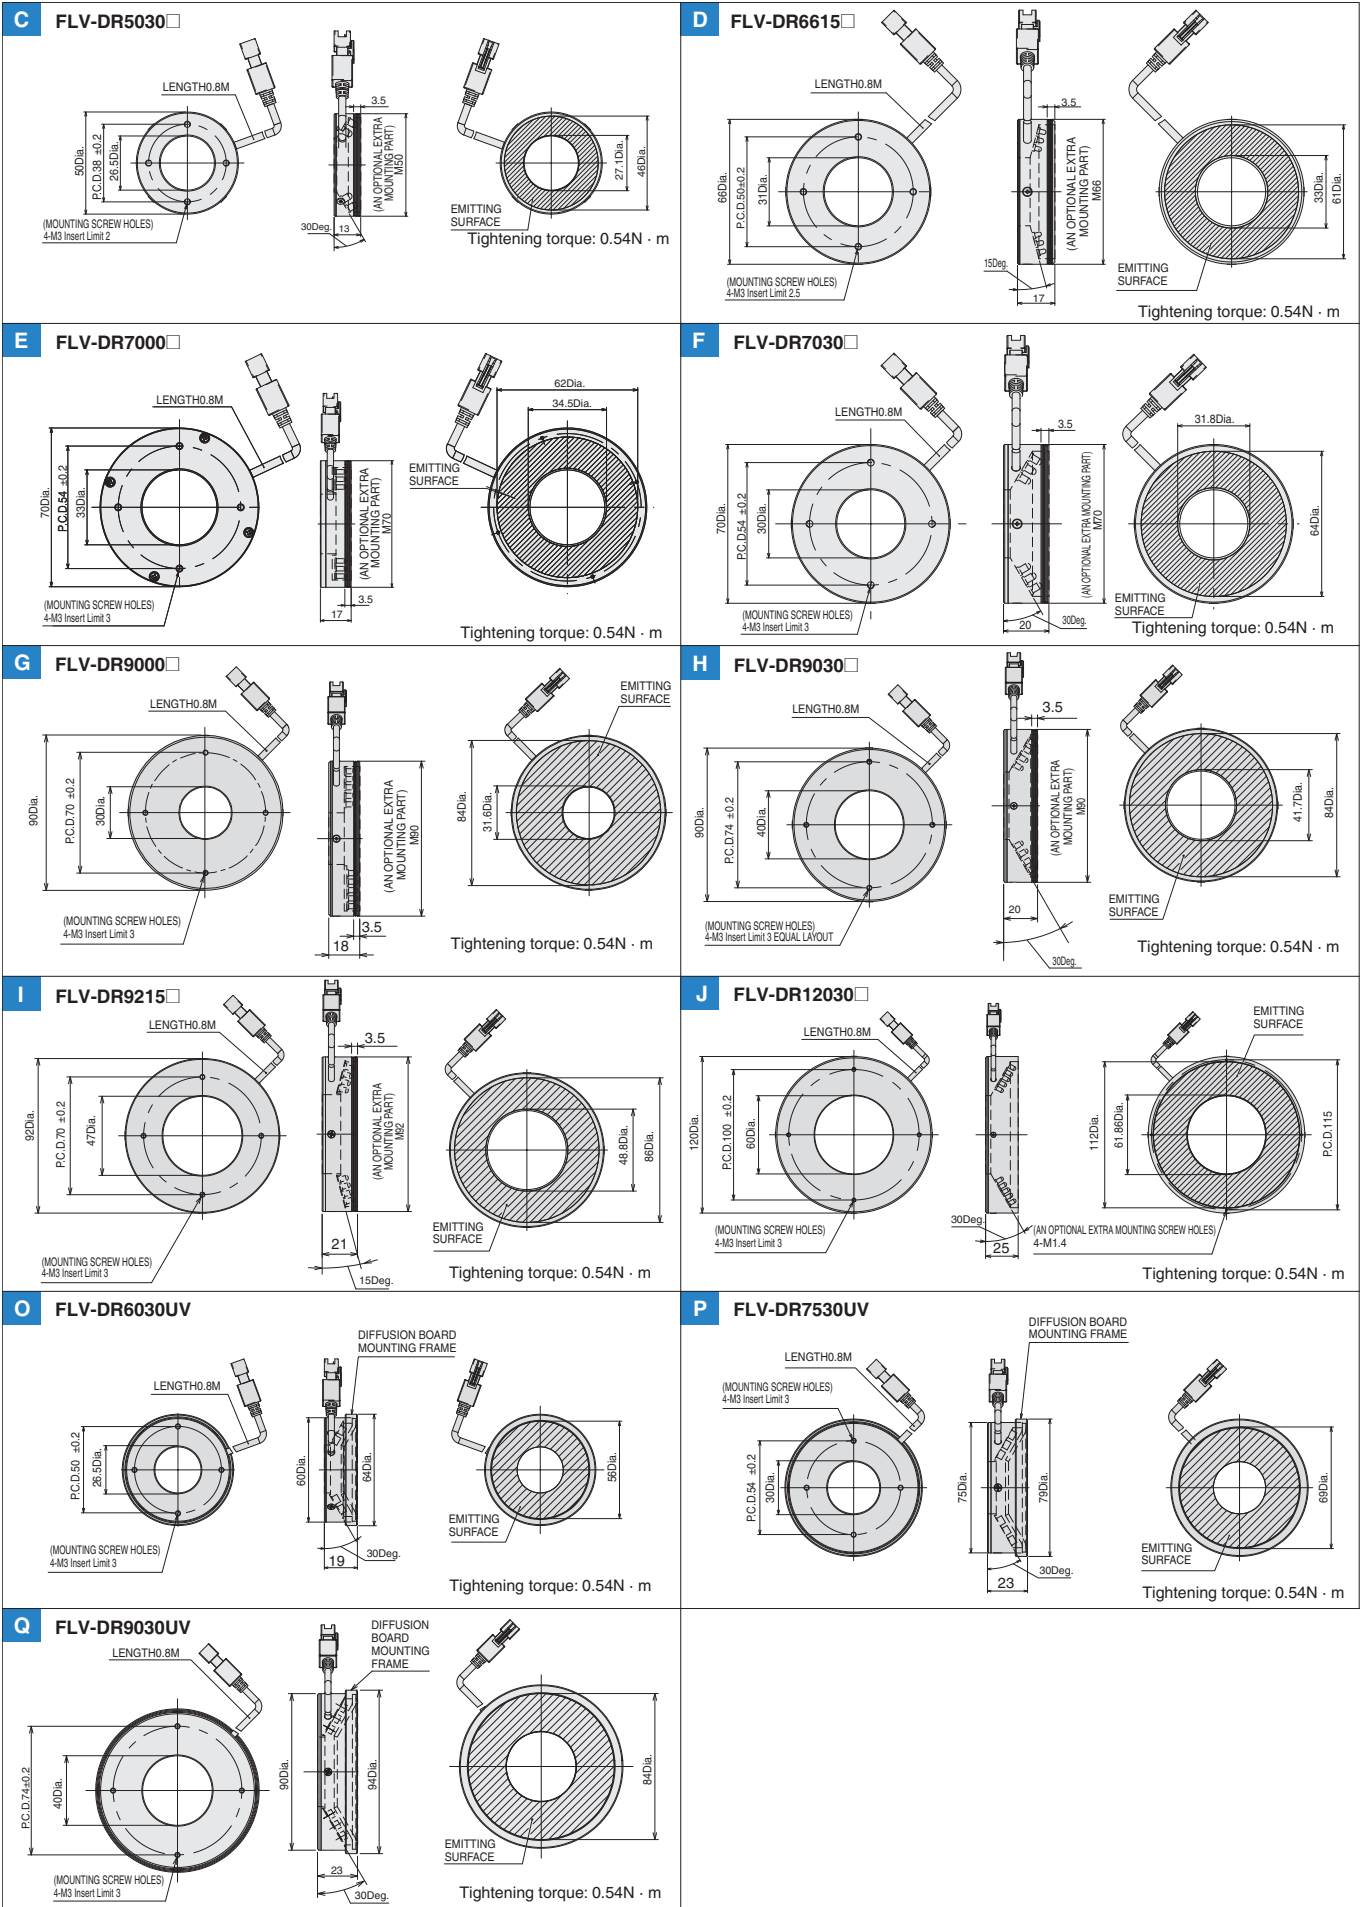 C FLV-DR5030□
LENGTH0.8M
50Dia.
P.C.D.38 ±0.2
26.5Dia.
(MOUNTING SCREW HOLES)
4-M3 Insert Limit 2
3.5
(AN OPTIONAL EXTRA
MOUNTING PART)
M50
30Deg.
13
27.1Dia.
46Dia.
EMITTING
SURFACE
Tightening torque: 0.54N · m
D FLV-DR6615□
LENGTH0.8M
66Dia.
P.C.D.50±0.2
31Dia.
(MOUNTING SCREW HOLES)
4-M3 Insert Limit 2.5
3.5
(AN OPTIONAL EXTRA
MOUNTING PART)
M66
15Deg.
17
33Dia.
61Dia.
EMITTING
SURFACE
Tightening torque: 0.54N · m
E FLV-DR7000□
LENGTH0.8M
70Dia.
P.C.D.54 ±0.2
33Dia.
(MOUNTING SCREW HOLES)
4-M3 Insert Limit 3
(AN OPTIONAL EXTRA
MOUNTING PART)
M70
3.5
17
62Dia.
34.5Dia.
EMITTING
SURFACE
Tightening torque: 0.54N · m
F FLV-DR7030□
LENGTH0.8M
70Dia.
P.C.D.54 ±0.2
30Dia.
(MOUNTING SCREW HOLES)
4-M3 Insert Limit 3
3.5
(AN OPTIONAL EXTRA MOUNTING PART)
M70
20
30Deg.
31.8Dia.
64Dia.
EMITTING
SURFACE
Tightening torque: 0.54N · m
G FLV-DR9000□
LENGTH0.8M
90Dia.
P.C.D.70 ±0.2
30Dia.
(MOUNTING SCREW HOLES)
4-M3 Insert Limit 3
(AN OPTIONAL EXTRA
MOUNTING PART)
M90
3.5
18
EMITTING
SURFACE
84Dia.
31.6Dia.
Tightening torque: 0.54N · m
H FLV-DR9030□
LENGTH0.8M
90Dia.
P.C.D.74 ±0.2
40Dia.
(MOUNTING SCREW HOLES)
4-M3 Insert Limit 3 EQUAL LAYOUT
3.5
(AN OPTIONAL EXTRA
MOUNTING PART)
M90
20
30Deg.
41.7Dia.
84Dia.
EMITTING
SURFACE
Tightening torque: 0.54N · m
I FLV-DR9215□
LENGTH0.8M
92Dia.
P.C.D.70 ±0.2
47Dia.
(MOUNTING SCREW HOLES)
4-M3 Insert Limit 3
3.5
(AN OPTIONAL EXTRA
MOUNTING PART)
M92
21
15Deg.
48.8Dia.
86Dia.
EMITTING
SURFACE
Tightening torque: 0.54N · m
J FLV-DR12030□
LENGTH0.8M
120Dia.
P.C.D.100 ±0.2
60Dia.
(MOUNTING SCREW HOLES)
4-M3 Insert Limit 3
30Deg.
25
EMITTING
SURFACE
112Dia.
61.86Dia.
P.C.D.115
(AN OPTIONAL EXTRA MOUNTING SCREW HOLES)
4-M1.4
Tightening torque: 0.54N · m
O FLV-DR6030UV
LENGTH0.8M
P.C.D.50 ±0.2
26.5Dia.
(MOUNTING SCREW HOLES)
4-M3 Insert Limit 3
DIFFUSION BOARD
MOUNTING FRAME
60Dia.
64Dia.
30Deg.
19
56Dia.
EMITTING
SURFACE
Tightening torque: 0.54N · m
P FLV-DR7530UV
LENGTH0.8M
(MOUNTING SCREW HOLES)
4-M3 Insert Limit 3
P.C.D.54 ±0.2
30Dia.
DIFFUSION BOARD
MOUNTING FRAME
75Dia.
79Dia.
30Deg.
23
69Dia.
EMITTING
SURFACE
Tightening torque: 0.54N · m
Q FLV-DR9030UV
LENGTH0.8M
P.C.D.74±0.2
40Dia.
(MOUNTING SCREW HOLES)
4-M3 Insert Limit 3
DIFFUSION
BOARD
MOUNTING
FRAME
90Dia.
94Dia.
23
30Deg.
84Dia.
EMITTING
SURFACE
Tightening torque: 0.54N · m